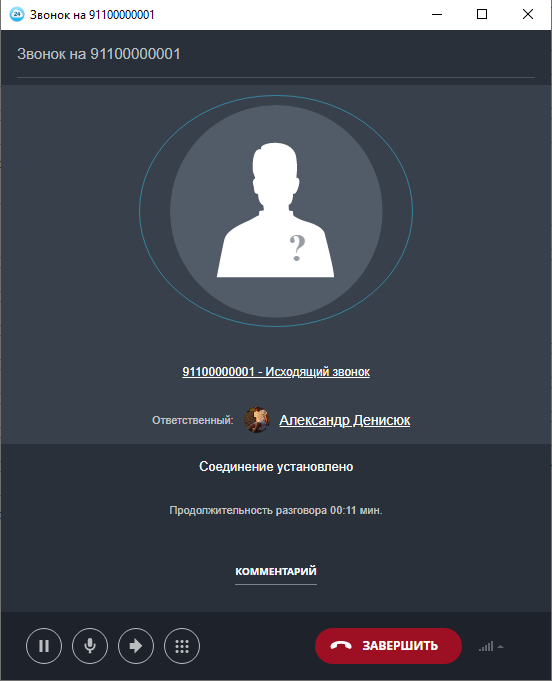 24
Звонок на 91100000001
Звонок на 91100000001
?
91100000001 - Исходящий звонок
Ответственный: Александр Денисюк
Соединение установлено
Продолжительность разговора 00:11 мин.
КОММЕНТАРИЙ
ЗАВЕРШИТЬ